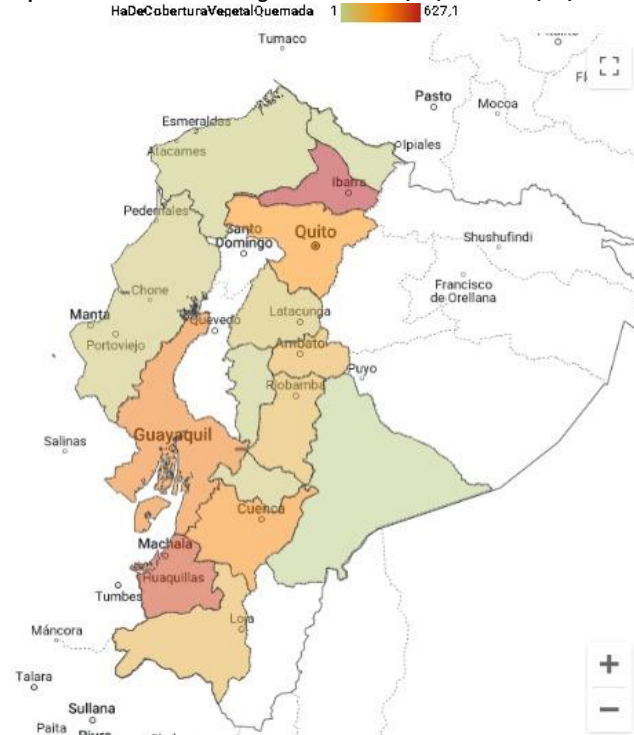 HaDeCoberturaVegetalQuemada 1 627,1
Tumaco
Pasto
Mocoa
Esmeraldas
Ipiales
Atacames
Ibarra
Pedernales
Santo
Domingo
Quito
Shushufindi
Francisco
de Orellana
Chone
Latacunga
Manta
Quevedo
Portoviejo
Ambato
Puyo
Riobamba
Guayaquil
Salinas
Cuenca
Machala
Huaquillas
Tumbes
Loja
Máncora
Talara
Sullana
Paita
+
−